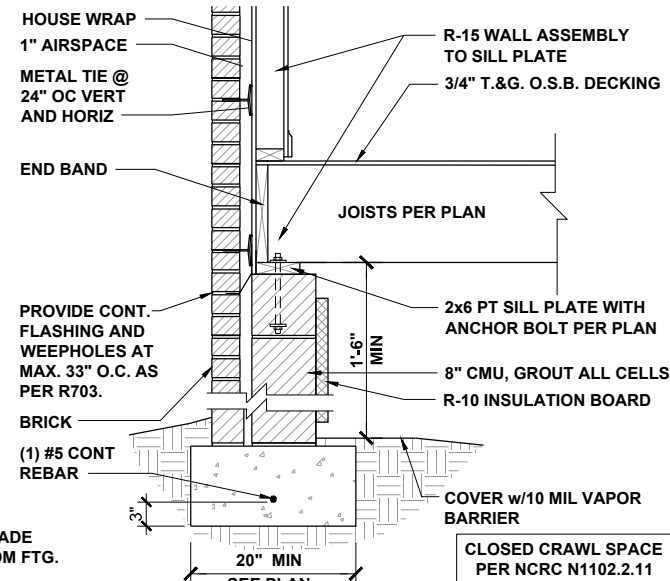 HOUSE WRAP
1" AIRSPACE
METAL TIE @
24" OC VERT
AND HORIZ
END BAND
PROVIDE CONT.
FLASHING AND
WEEPHOLES AT
MAX. 33" O.C. AS
PER R703.
BRICK
(1) #5 CONT
REBAR
3"
R-15 WALL ASSEMBLY
TO SILL PLATE
3/4" T.&G. O.S.B. DECKING
JOISTS PER PLAN
2x6 PT SILL PLATE WITH
ANCHOR BOLT PER PLAN
1'-6"
MIN
8" CMU, GROUT ALL CELLS
R-10 INSULATION BOARD
COVER w/10 MIL VAPOR
BARRIER
20" MIN
SEE PLAN
CLOSED CRAWL SPACE
PER NCRC N1102.2.11